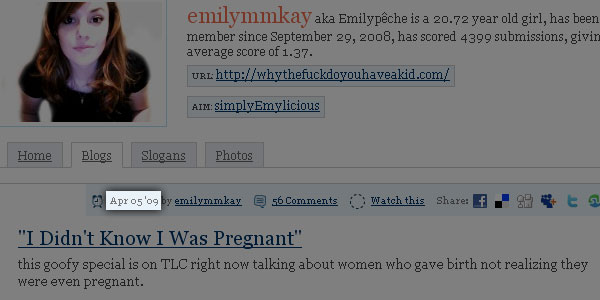 emilymmkay aka Emilypêche is a 20.72 year old girl, has been
member since September 29, 2008, has scored 4399 submissions, givin
average score of 1.37.
URL: http://whythefuckdoyouhaveakid.com/
AIM: simplyEmylicious
Home Blogs Slogans Photos
Apr 05 '09 by emilymmkay 56 Comments Watch this Share:
"I Didn't Know I Was Pregnant"
this goofy special is on TLC right now talking about women who gave birth not realizing they
were even pregnant.